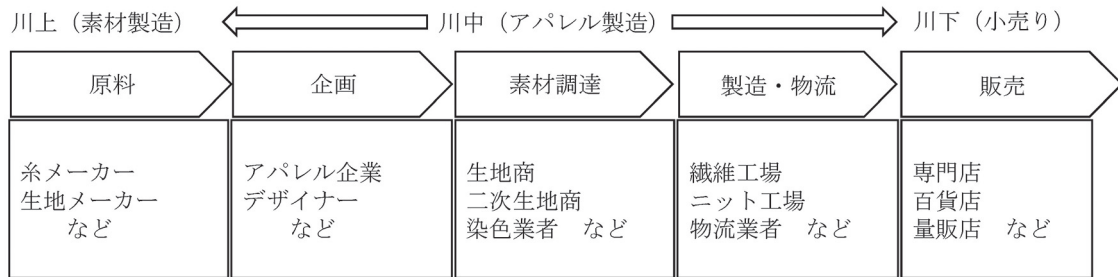 川上（素材製造） 川中（アパレル製造） 川下（小売り）
原料 企画 素材調達 製造・物流 販売
糸メーカー
生地メーカー
など
アパレル企業
デザイナー
など
生地商
二次生地商
染色業者　など
繊維工場
ニット工場
物流業者　など
専門店
百貨店
量販店　など